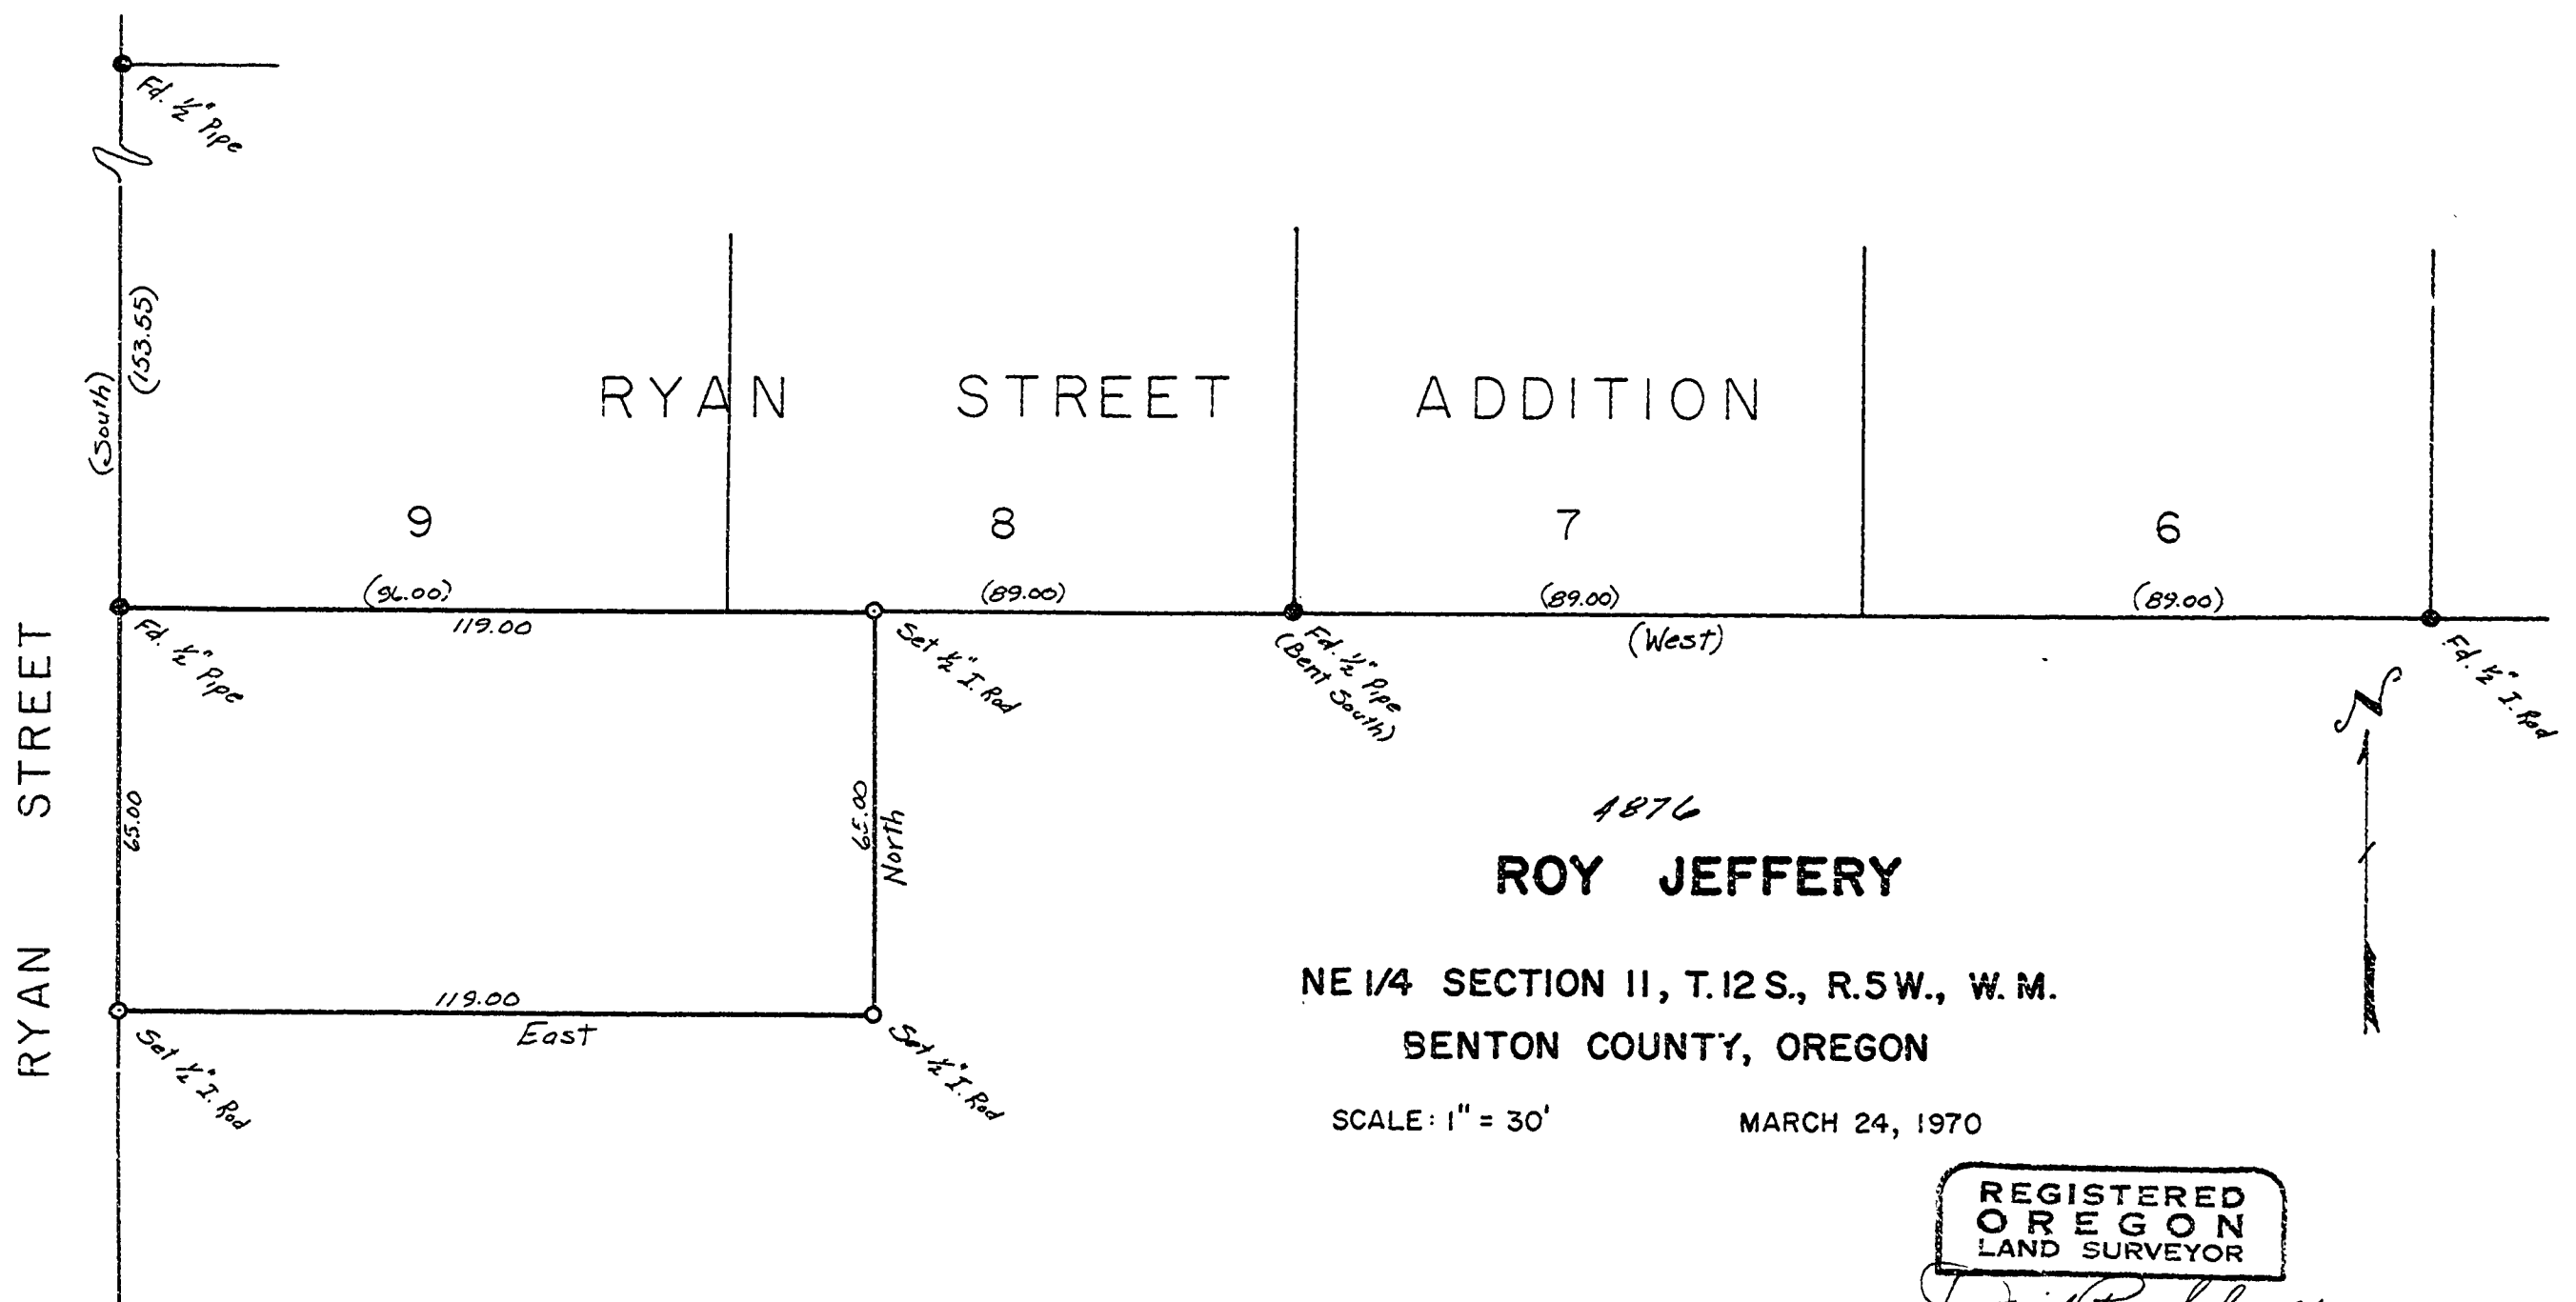 Fd. ½" Pipe
(South)
(153.55)
RYAN STREET ADDITION
9
8
7
6
(96.00)
(89.00)
(89.00)
(89.00)
119.00
(West)
Fd. ½" Pipe
Set ½" I. Rod
Fd. ½" Pipe
(Bent South)
Fd. ½" I. Rod
N
RYAN STREET
65.00
65.00
North
119.00
East
Set ½" I. Rod
Set ½" I. Rod
4876
ROY JEFFERY
NE 1/4 SECTION 11, T. 12 S., R. 5 W., W. M.
BENTON COUNTY, OREGON
SCALE: 1" = 30' MARCH 24, 1970
REGISTERED
OREGON
LAND SURVEYOR